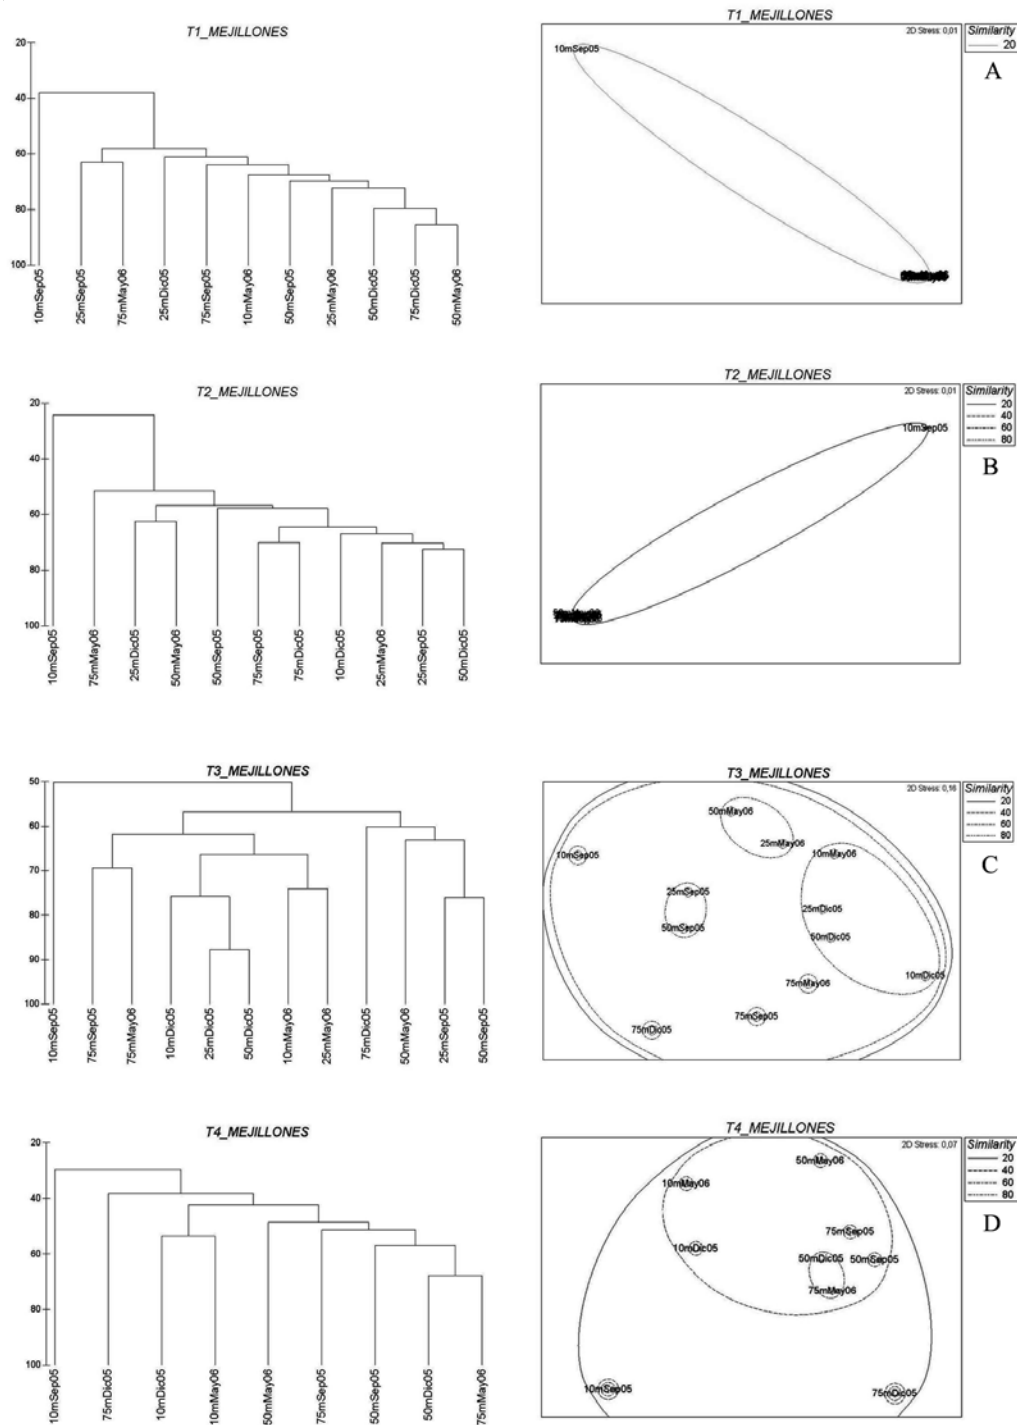 T1_MEJILLONES
20
40
60
80
100
10mSep05
25mSep05
75mMay06
25mDic05
75mSep05
10mMay06
50mSep05
25mMay06
50mDic05
75mDic05
50mMay06
T1_MEJILLONES
2D Stress: 0,01
10mSep05
Similarity
20
A
T2_MEJILLONES
20
40
60
80
100
10mSep05
75mMay06
25mDic05
50mMay06
50mSep05
75mSep05
75mDic05
10mDic05
25mMay06
25mSep05
50mDic05
T2_MEJILLONES
2D Stress: 0,01
10mSep05
Similarity
20
40
60
80
B
T3_MEJILLONES
50
60
70
80
90
100
10mSep05
75mSep05
75mMay06
10mDic05
25mDic05
50mDic05
10mMay06
25mMay06
75mDic05
50mMay06
25mSep05
50mSep05
T3_MEJILLONES
2D Stress: 0,16
50mMay06
25mMay06
10mSep05
10mMay06
25mSep05
25mDic05
50mSep05
50mDic05
10mDic05
75mMay06
75mSep05
75mDic05
Similarity
20
40
60
80
C
T4_MEJILLONES
20
40
60
80
100
10mSep05
75mDic05
10mDic05
10mMay06
50mMay06
75mSep05
50mSep05
50mDic05
75mMay06
T4_MEJILLONES
2D Stress: 0,07
50mMay06
10mMay06
75mSep05
10mDic05
50mDic05
50mSep05
75mMay06
10mSep05
75mDic05
Similarity
20
40
60
80
D